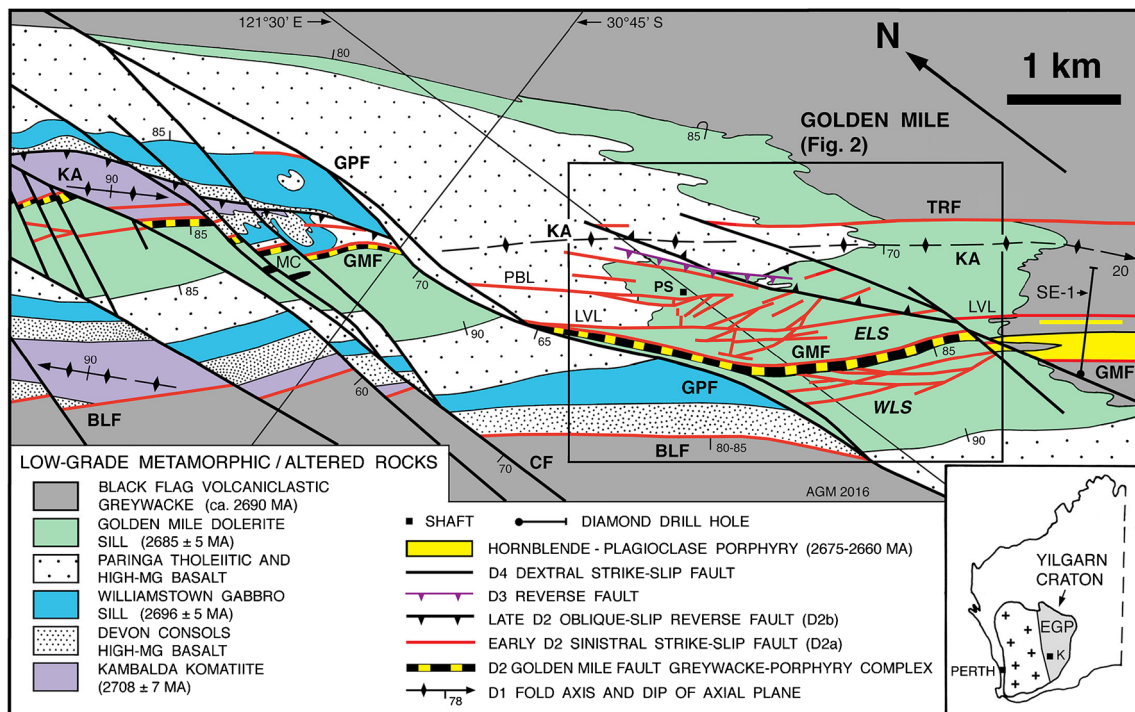 121°30' E
30°45' S
N
1 km
GOLDEN MILE
(Fig. 2)
80
85
85
GPF
KA
90
TRF
KA
KA
70
20
MC
GMF
85
85
70
PBL
PS
SE-1
LVL
LVL
ELS
90
65
GMF
85
GMF
GPF
WLS
90
60
BLF
BLF
80-85
90
70
CF
AGM 2016
LOW-GRADE METAMORPHIC / ALTERED ROCKS
BLACK FLAG VOLCANICLASTIC
GREYWACKE (ca. 2690 MA)
GOLDEN MILE DOLERITE
SILL (2685 ± 5 MA)
PARINGA THOLEIITIC AND
HIGH-MG BASALT
WILLIAMSTOWN GABBRO
SILL (2696 ± 5 MA)
DEVON CONSOLS
HIGH-MG BASALT
KAMBALDA KOMATIITE
(2708 ± 7 MA)
SHAFT
DIAMOND DRILL HOLE
HORNBLENDE - PLAGIOCLASE PORPHYRY (2675-2660 MA)
D4 DEXTRAL STRIKE-SLIP FAULT
D3 REVERSE FAULT
LATE D2 OBLIQUE-SLIP REVERSE FAULT (D2b)
EARLY D2 SINISTRAL STRIKE-SLIP FAULT (D2a)
D2 GOLDEN MILE FAULT GREYWACKE-PORPHYRY COMPLEX
D1 FOLD AXIS AND DIP OF AXIAL PLANE
78
YILGARN
CRATON
EGP
K
PERTH